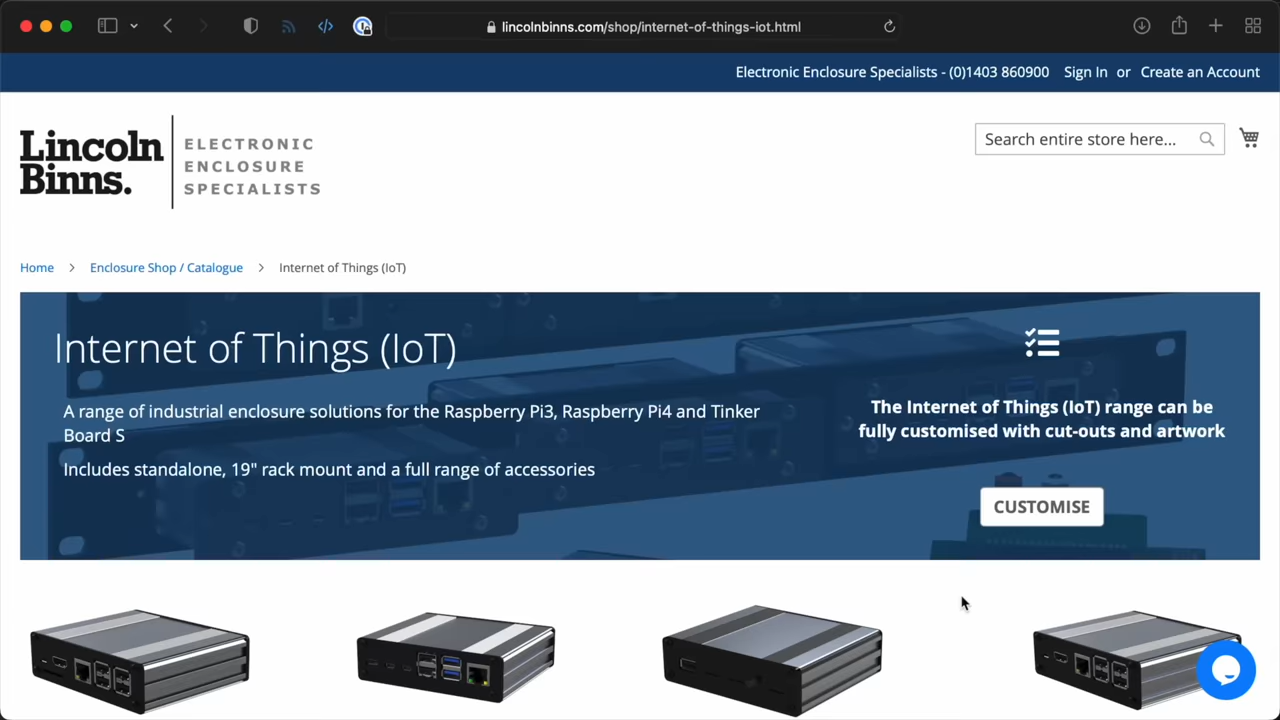 lincolnbinns.com/shop/internet-of-things-iot.html
Electronic Enclosure Specialists - (0)1403 860900 Sign In or Create an Account
Lincoln
Binns.
ELECTRONIC
ENCLOSURE
SPECIALISTS
Search entire store here...
Home > Enclosure Shop / Catalogue > Internet of Things (IoT)
Internet of Things (IoT)
A range of industrial enclosure solutions for the Raspberry Pi3, Raspberry Pi4 and Tinker
Board S
Includes standalone, 19" rack mount and a full range of accessories
The Internet of Things (IoT) range can be
fully customised with cut-outs and artwork
CUSTOMISE